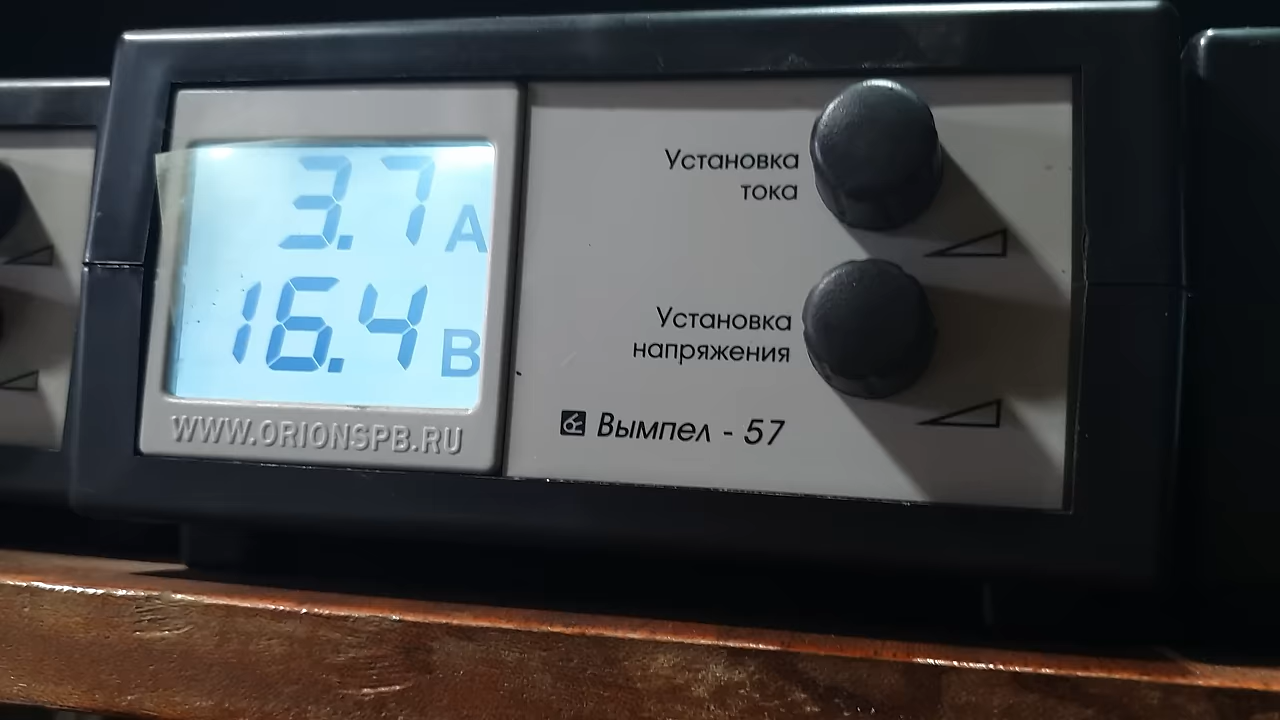 3.7 А
16.4 В
WWW.ORIONSPB.RU
Установка
тока
Установка
напряжения
Вымпел - 57